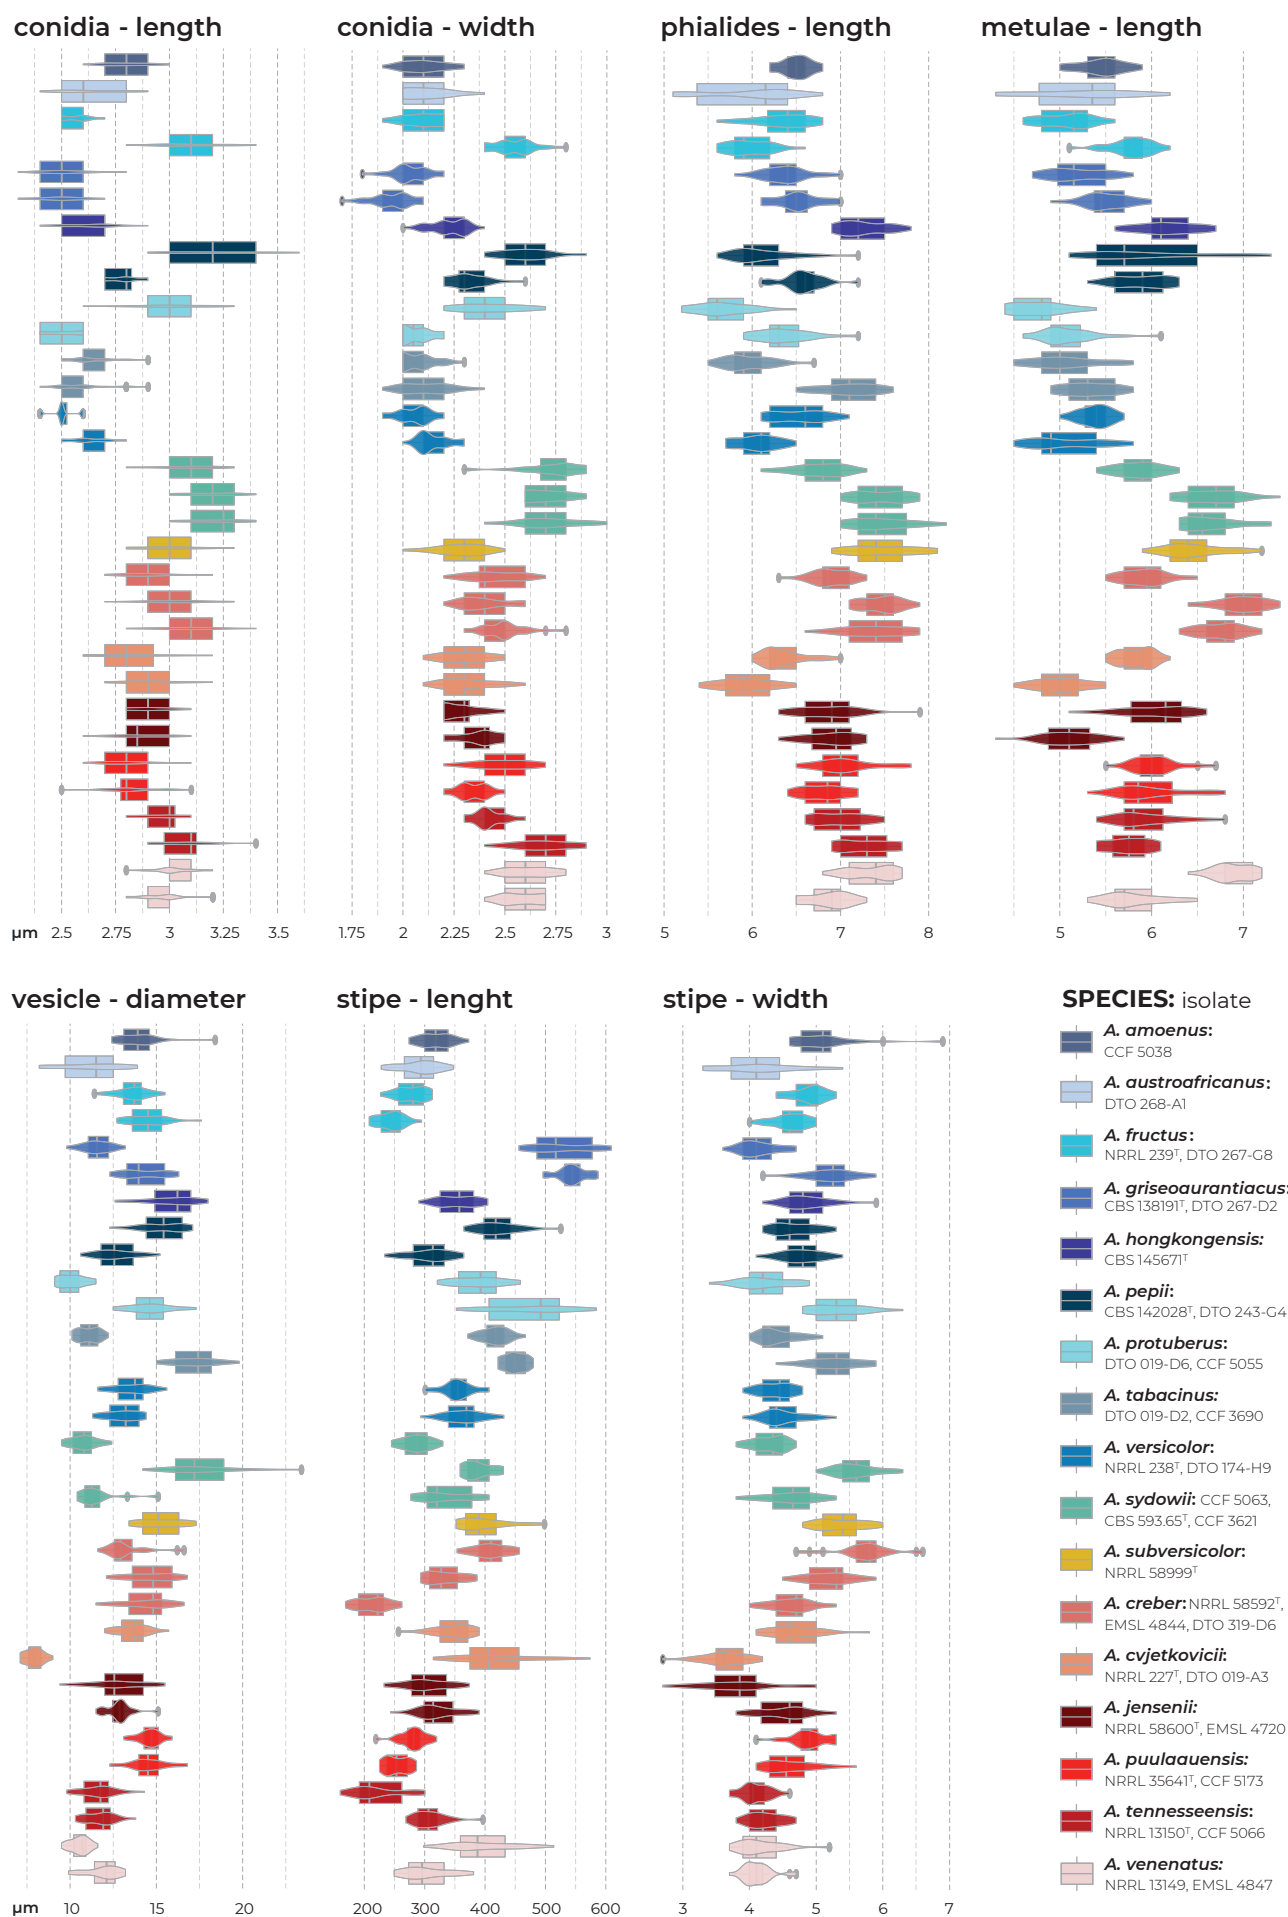 conidia - length
conidia - width
phialides - length
metulae - length
µm 2.5 2.75 3 3.25 3.5
1.75 2 2.25 2.5 2.75 3
5 6 7 8
5 6 7
vesicle - diameter
stipe - lenght
stipe - width
µm 10 15 20
200 300 400 500 600
3 4 5 6 7
SPECIES: isolate
A. amoenus:
CCF 5038
A. austroafricanus:
DTO 268-A1
A. fructus:
NRRL 239ᵀ, DTO 267-G8
A. griseoaurantiacus:
CBS 138191ᵀ, DTO 267-D2
A. hongkongensis:
CBS 145671ᵀ
A. pepii:
CBS 142028ᵀ, DTO 243-G4
A. protuberus:
DTO 019-D6, CCF 5055
A. tabacinus:
DTO 019-D2, CCF 3690
A. versicolor:
NRRL 238ᵀ, DTO 174-H9
A. sydowii: CCF 5063,
CBS 593.65ᵀ, CCF 3621
A. subversicolor:
NRRL 58999ᵀ
A. creber: NRRL 58592ᵀ,
EMSL 4844, DTO 319-D6
A. cvjetkovicii:
NRRL 227ᵀ, DTO 019-A3
A. jensenii:
NRRL 58600ᵀ, EMSL 4720
A. puulaauensis:
NRRL 35641ᵀ, CCF 5173
A. tennesseensis:
NRRL 13150ᵀ, CCF 5066
A. venenatus:
NRRL 13149, EMSL 4847